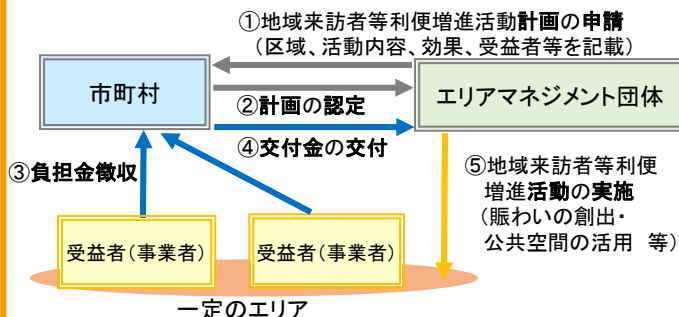 ①地域来訪者等利便増進活動計画の申請
（区域、活動内容、効果、受益者等を記載）
市町村
エリアマネジメント団体
②計画の認定
④交付金の交付
③負担金徴収
⑤地域来訪者等利便
増進活動の実施
（賑わいの創出・
公共空間の活用　等）
受益者（事業者）
受益者（事業者）
一定のエリア